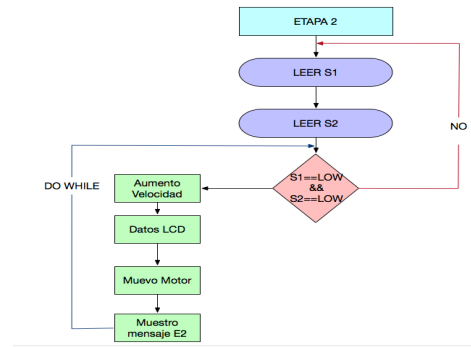 ETAPA 2
LEER S1
LEER S2
NO
DO WHILE
S1==LOW
&&
S2==LOW
Aumento
Velocidad
Datos LCD
Muevo Motor
Muestro
mensaje E2